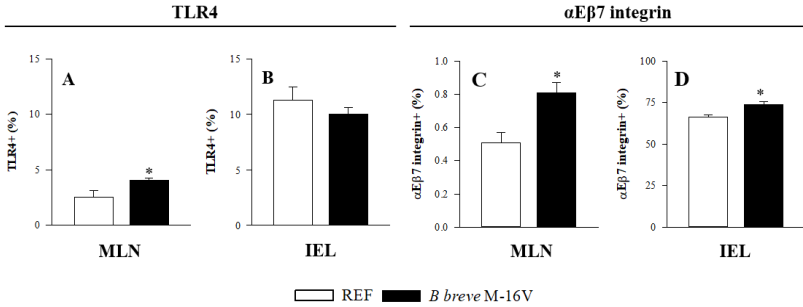 TLR4
αEβ7 integrin
A
TLR4+ (%)
15
10
5
0
*
MLN
B
TLR4+ (%)
15
10
5
0
IEL
C
αEβ7 integrin+ (%)
1.0
0.8
0.6
0.4
0.2
0.0
*
MLN
D
αEβ7 integrin+ (%)
100
75
50
25
0
*
IEL
REF
B breve M-16V